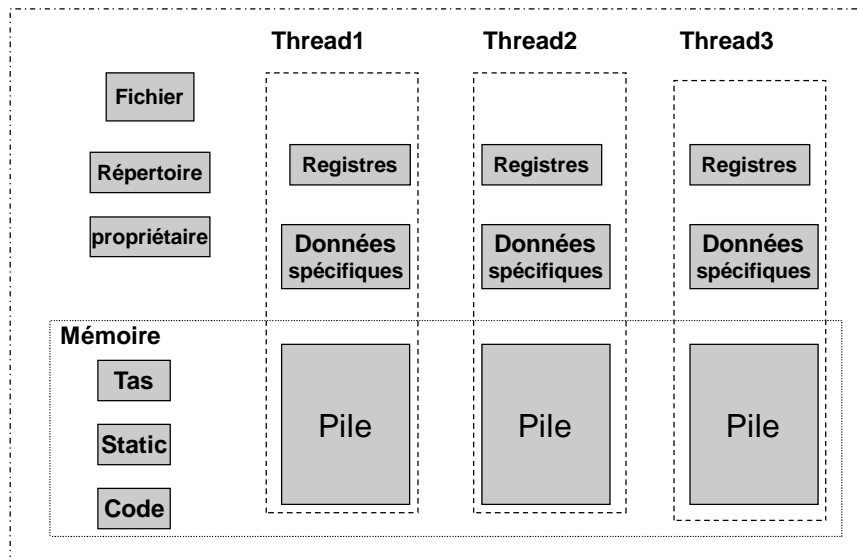 Thread1 Thread2 Thread3
Fichier
Répertoire Registres Registres Registres
propriétaire
Données Données Données
spécifiques spécifiques spécifiques
Mémoire
Tas
Pile Pile Pile
Static
Code